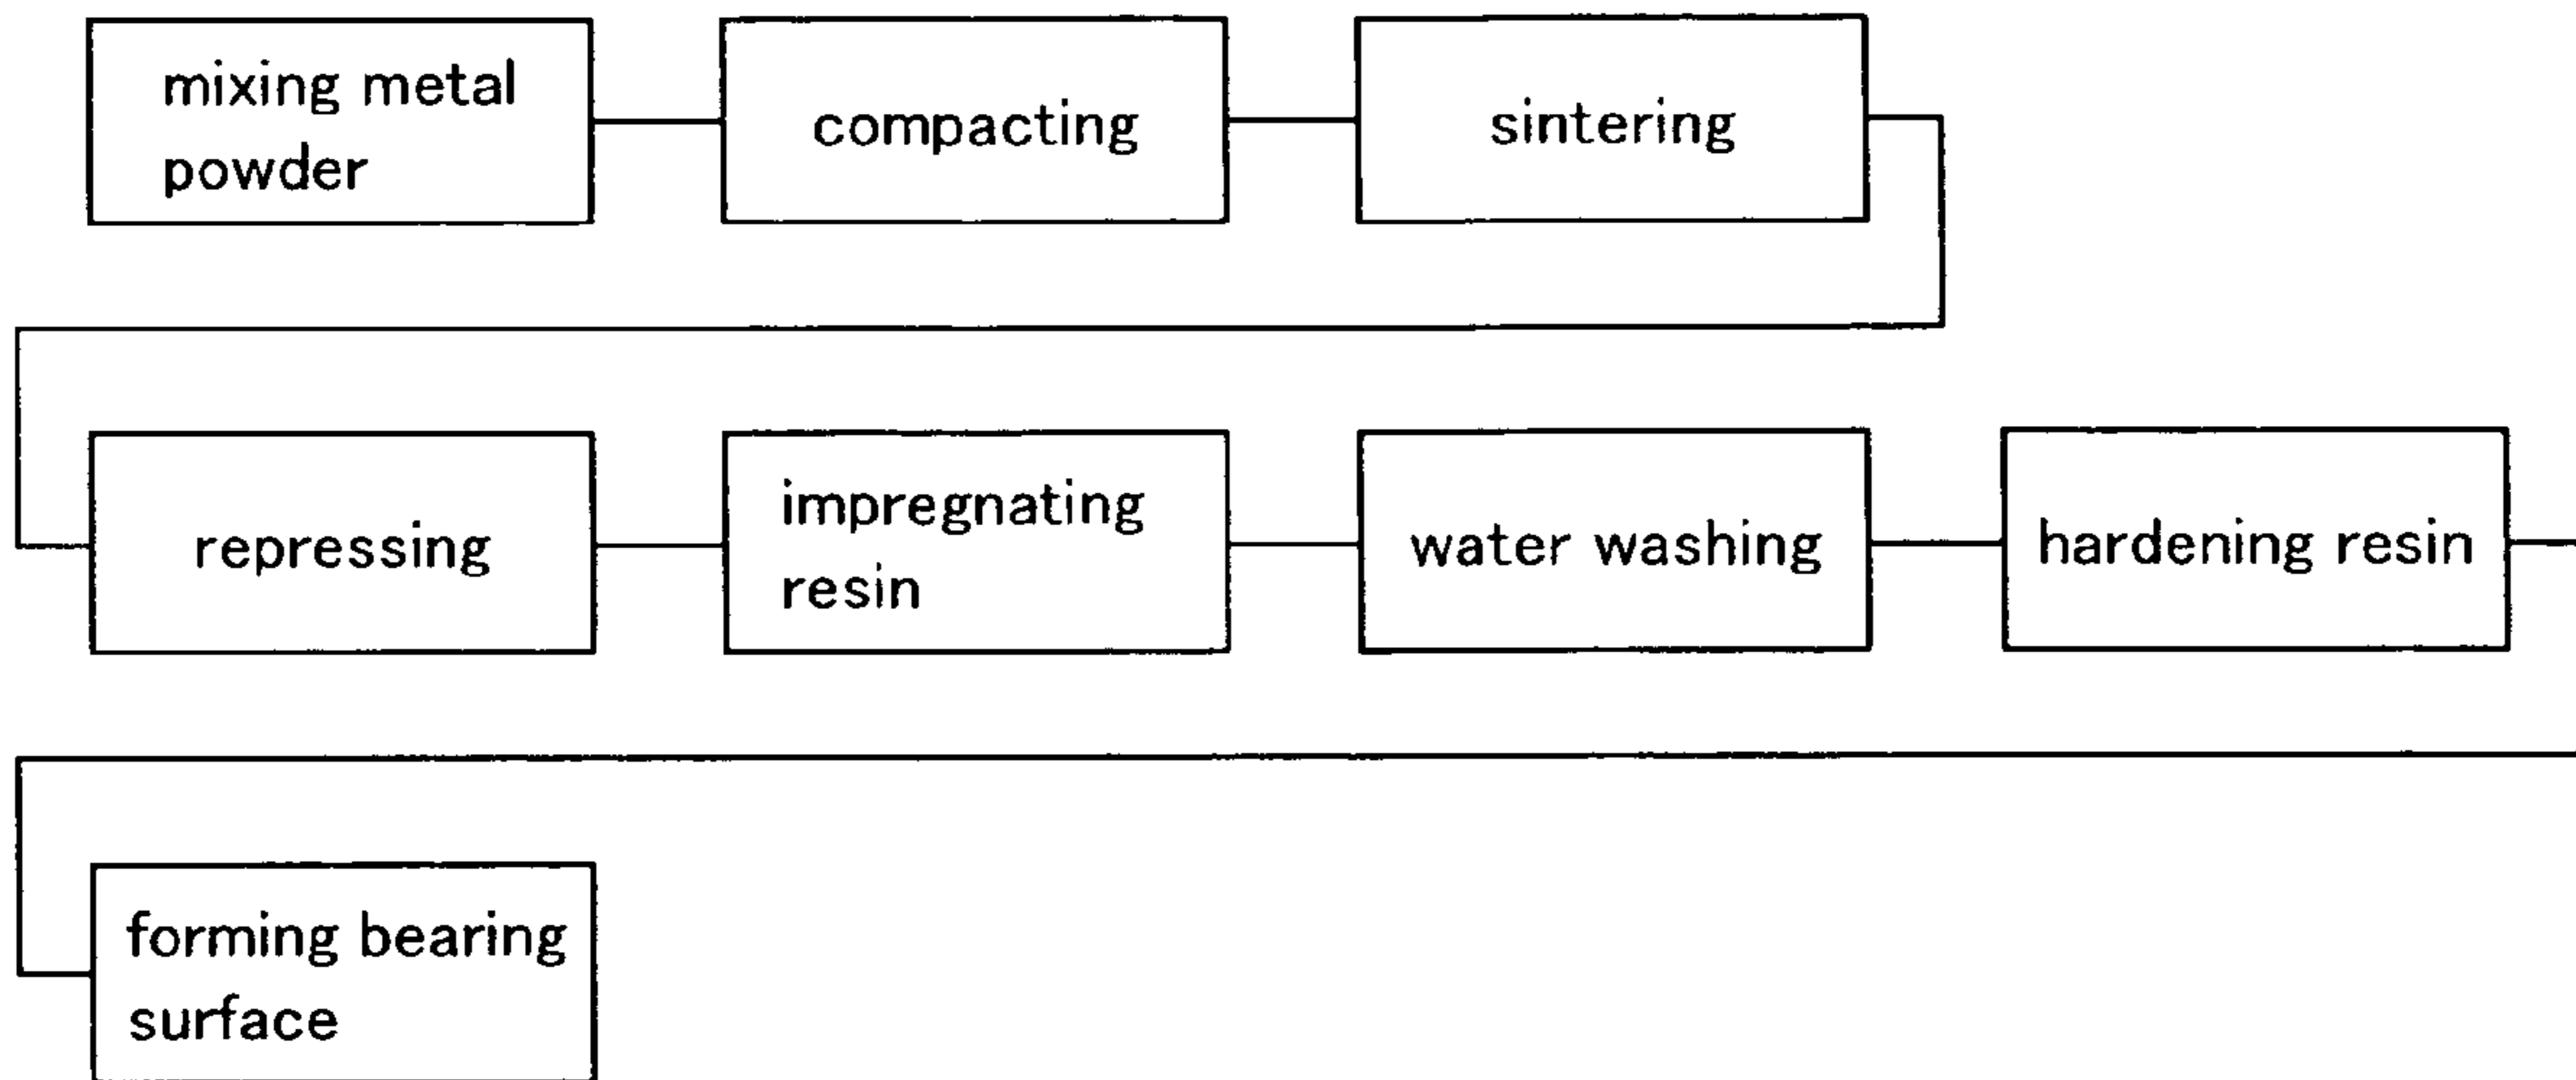 mixing metal
powder
compacting
sintering
repressing
impregnating
resin
water washing
hardening resin
forming bearing
surface